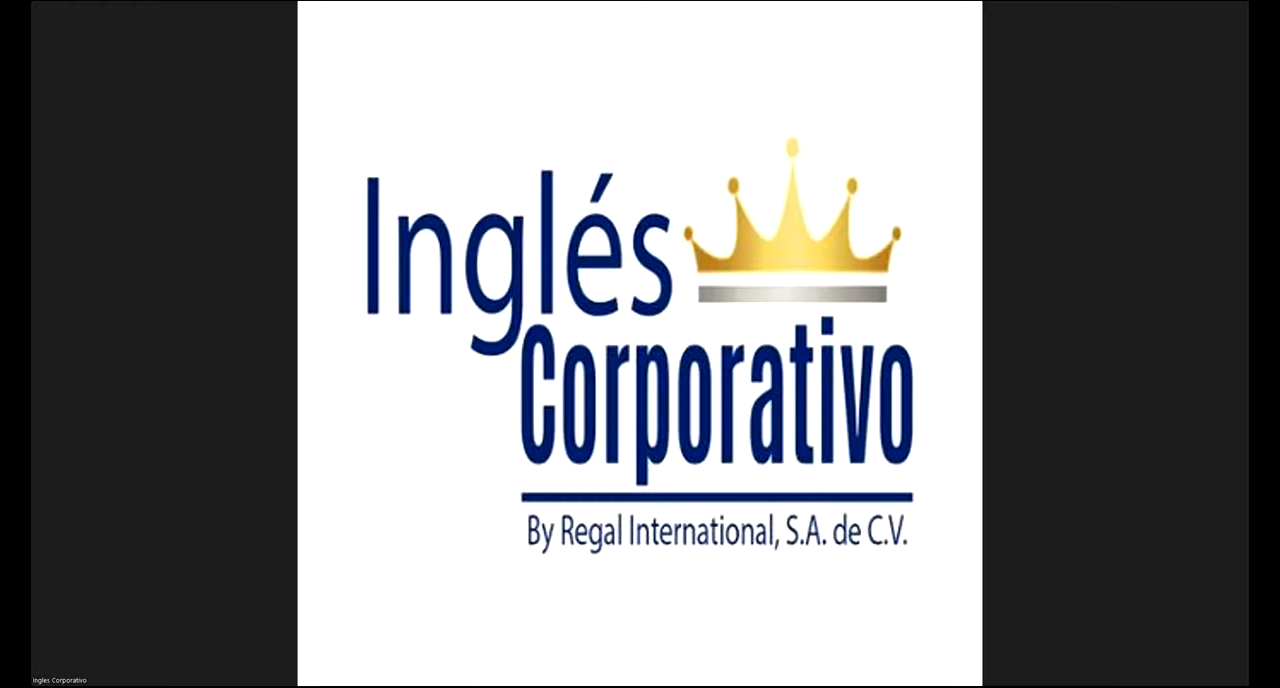 Inglés
Corporativo
By Regal International, S.A. de C.V.
Ingles Corporativo